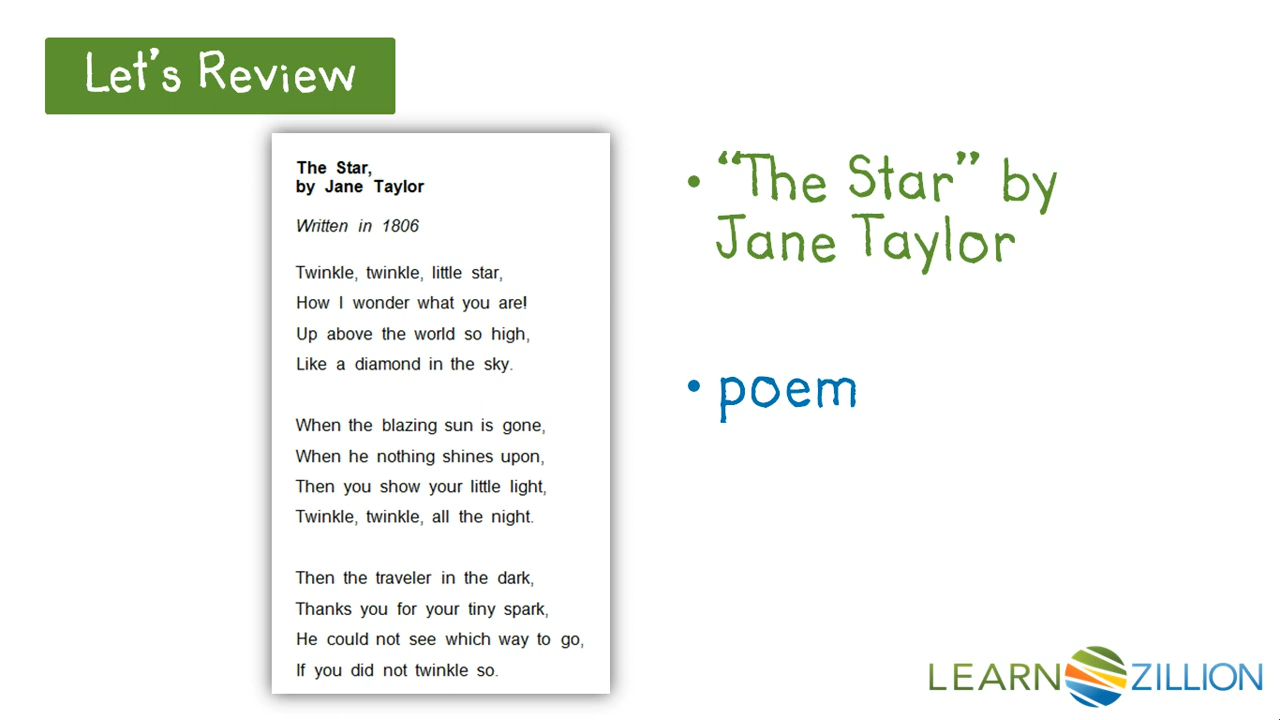 Let's Review
The Star,
by Jane Taylor
Written in 1806
Twinkle, twinkle, little star,
How I wonder what you are!
Up above the world so high,
Like a diamond in the sky.
When the blazing sun is gone,
When he nothing shines upon,
Then you show your little light,
Twinkle, twinkle, all the night.
Then the traveler in the dark,
Thanks you for your tiny spark,
He could not see which way to go,
If you did not twinkle so.
• “The Star” by
Jane Taylor
• poem
LEARN ZILLION